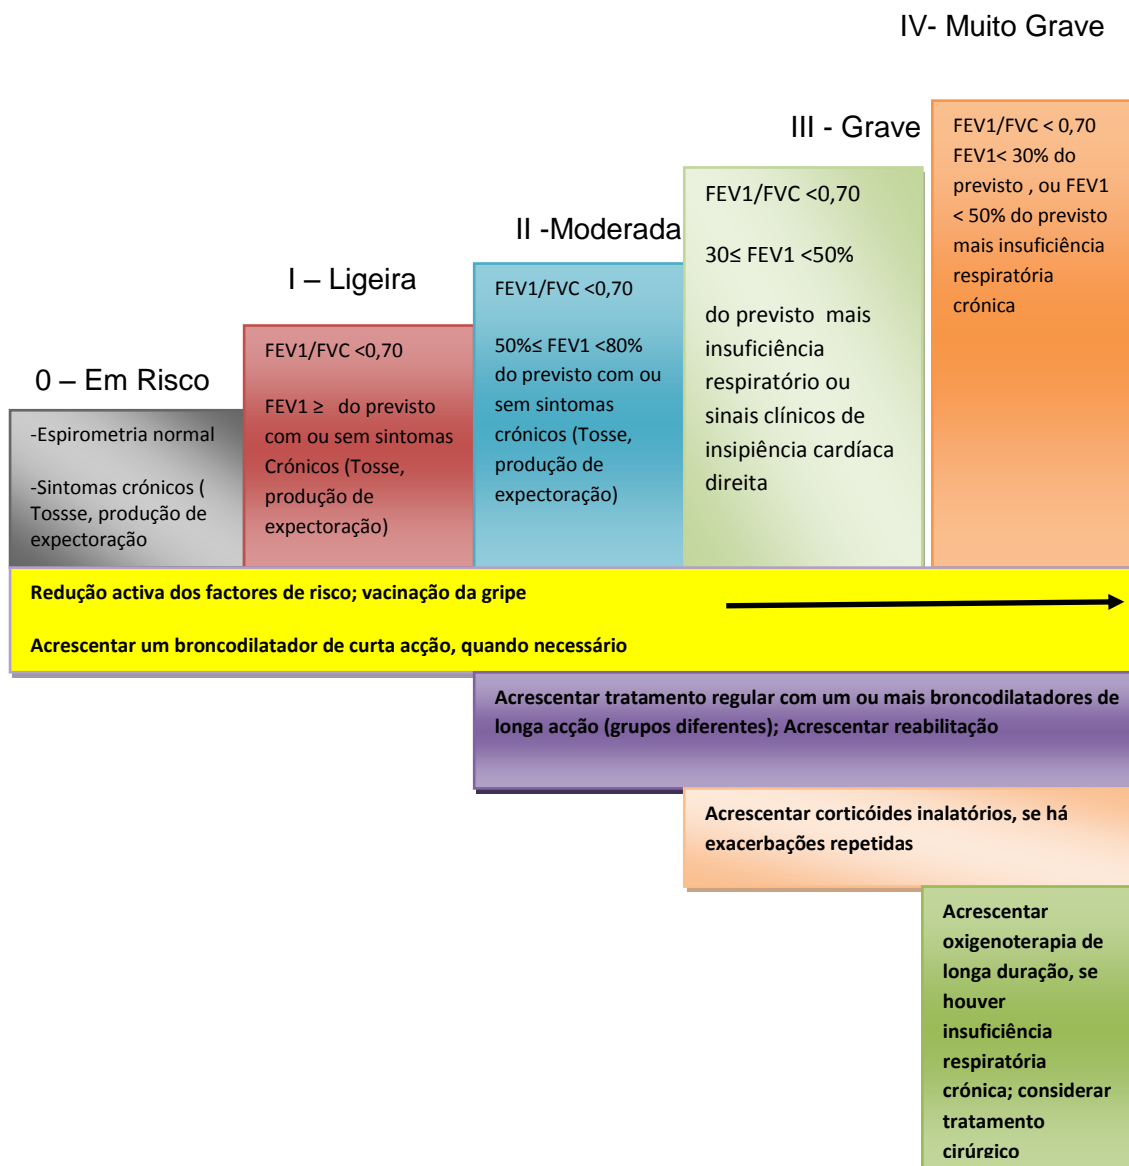 IV- Muito Grave
III - Grave
II -Moderada
I – Ligeira
0 – Em Risco
-Espirometria normal
-Sintomas crónicos (
Tossse, produção de
expectoração
FEV1/FVC <0,70
FEV1 ≥   do previsto
com ou sem sintomas
Crónicos (Tosse,
produção de
expectoração)
FEV1/FVC <0,70
50%≤ FEV1 <80%
do previsto com ou
sem sintomas
crónicos (Tosse,
produção de
expectoração)
FEV1/FVC <0,70
30≤ FEV1 <50%
do previsto  mais
insuficiência
respiratório ou
sinais clínicos de
insipiência cardíaca
direita
FEV1/FVC < 0,70
FEV1< 30% do
previsto , ou FEV1
< 50% do previsto
mais insuficiência
respiratória
crónica
Redução activa dos factores de risco; vacinação da gripe
Acrescentar um broncodilatador de curta acção, quando necessário
Acrescentar tratamento regular com um ou mais broncodilatadores de
longa acção (grupos diferentes); Acrescentar reabilitação
Acrescentar corticóides inalatórios, se há
exacerbações repetidas
Acrescentar
oxigenoterapia de
longa duração, se
houver
insuficiência
respiratória
crónica; considerar
tratamento
cirúrgico